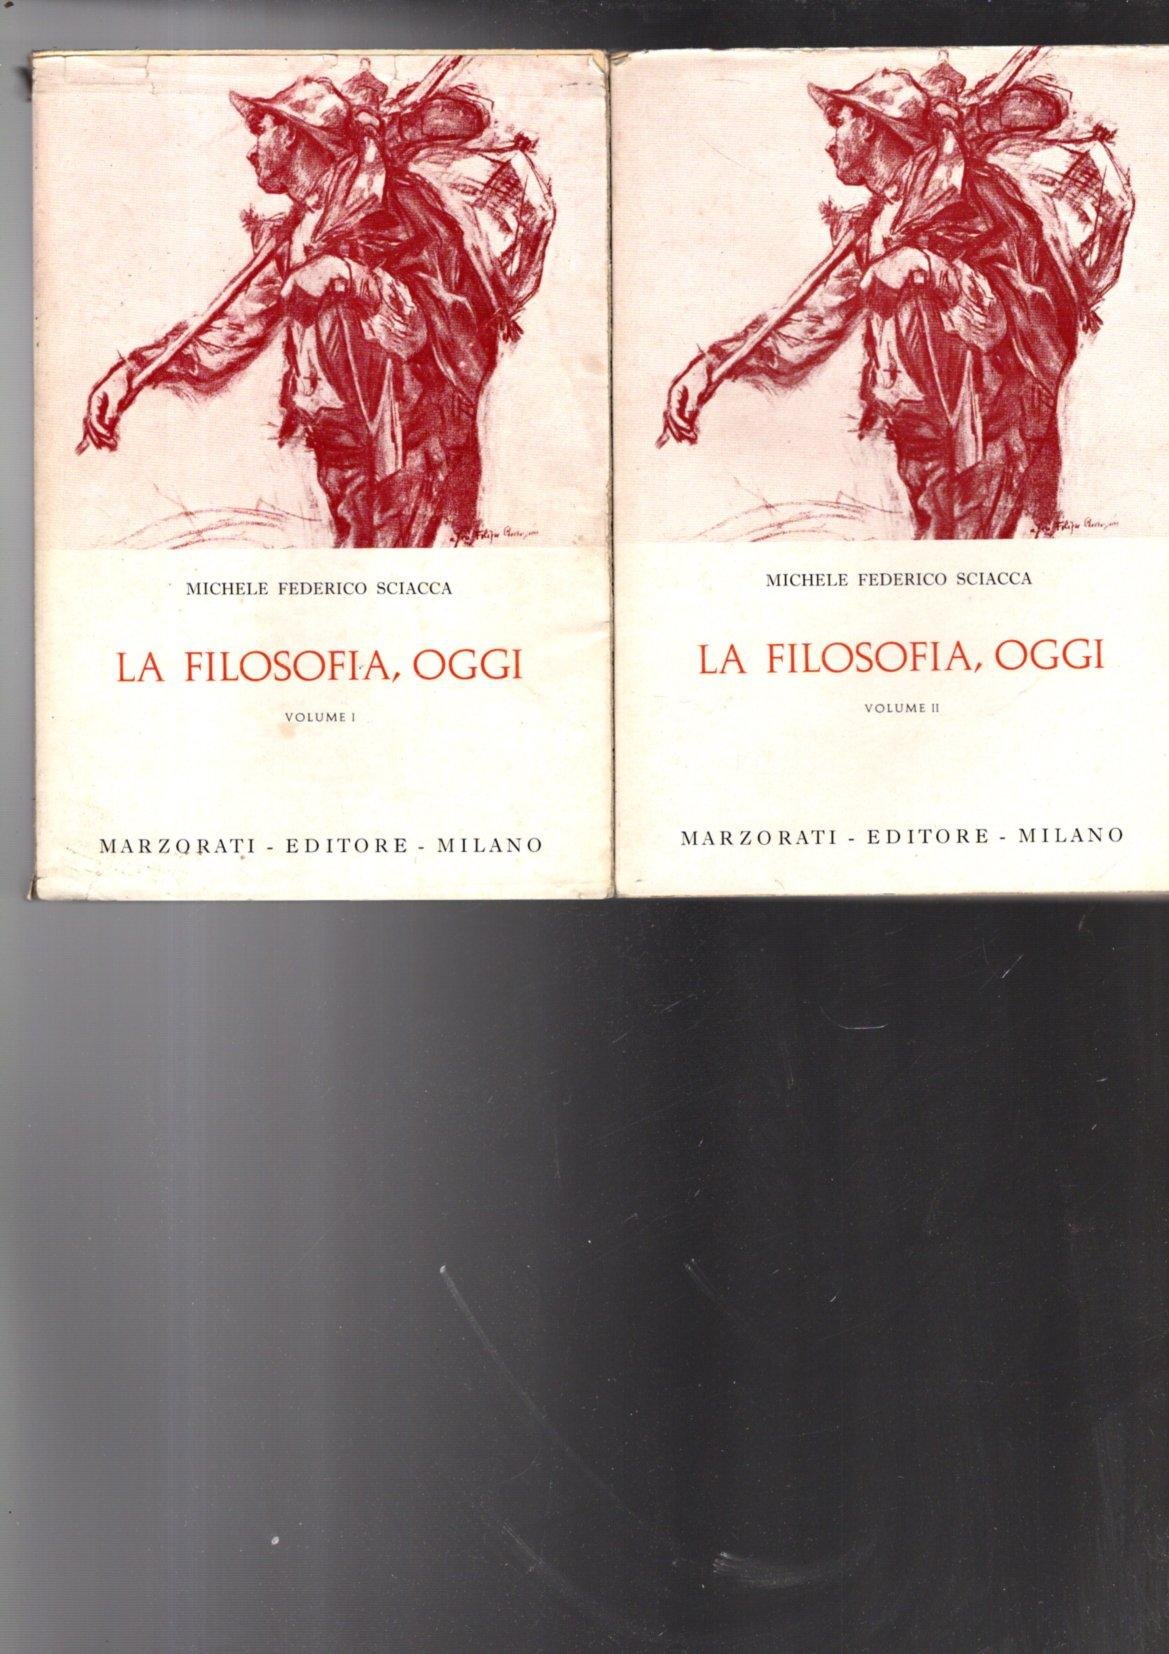 MICHELE FEDERICO SCIACCA
LA FILOSOFIA, OGGI
VOLUME I
MARZORATI - EDITORE - MILANO
MICHELE FEDERICO SCIACCA
LA FILOSOFIA, OGGI
VOLUME II
MARZORATI - EDITORE - MILANO